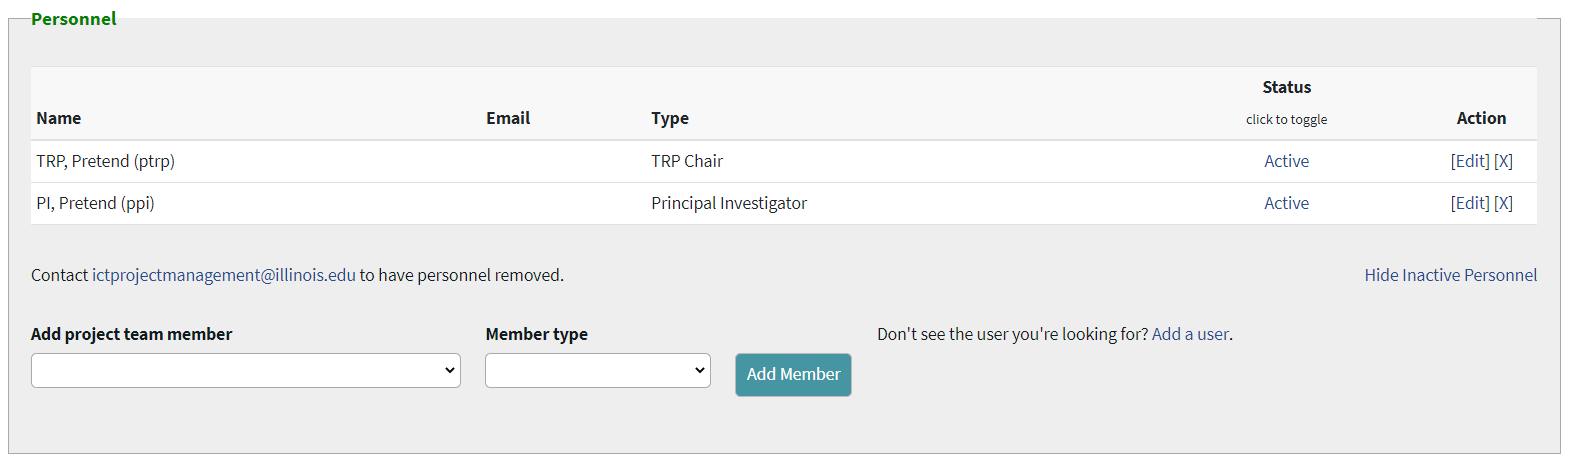 Personnel
Status
Name Email Type click to toggle Action
TRP, Pretend (ptrp) TRP Chair Active [Edit] [X]
PI, Pretend (ppi) Principal Investigator Active [Edit] [X]
Contact ictprojectmanagement@illinois.edu to have personnel removed. Hide Inactive Personnel
Add project team member Member type Don't see the user you're looking for? Add a user.
Add Member